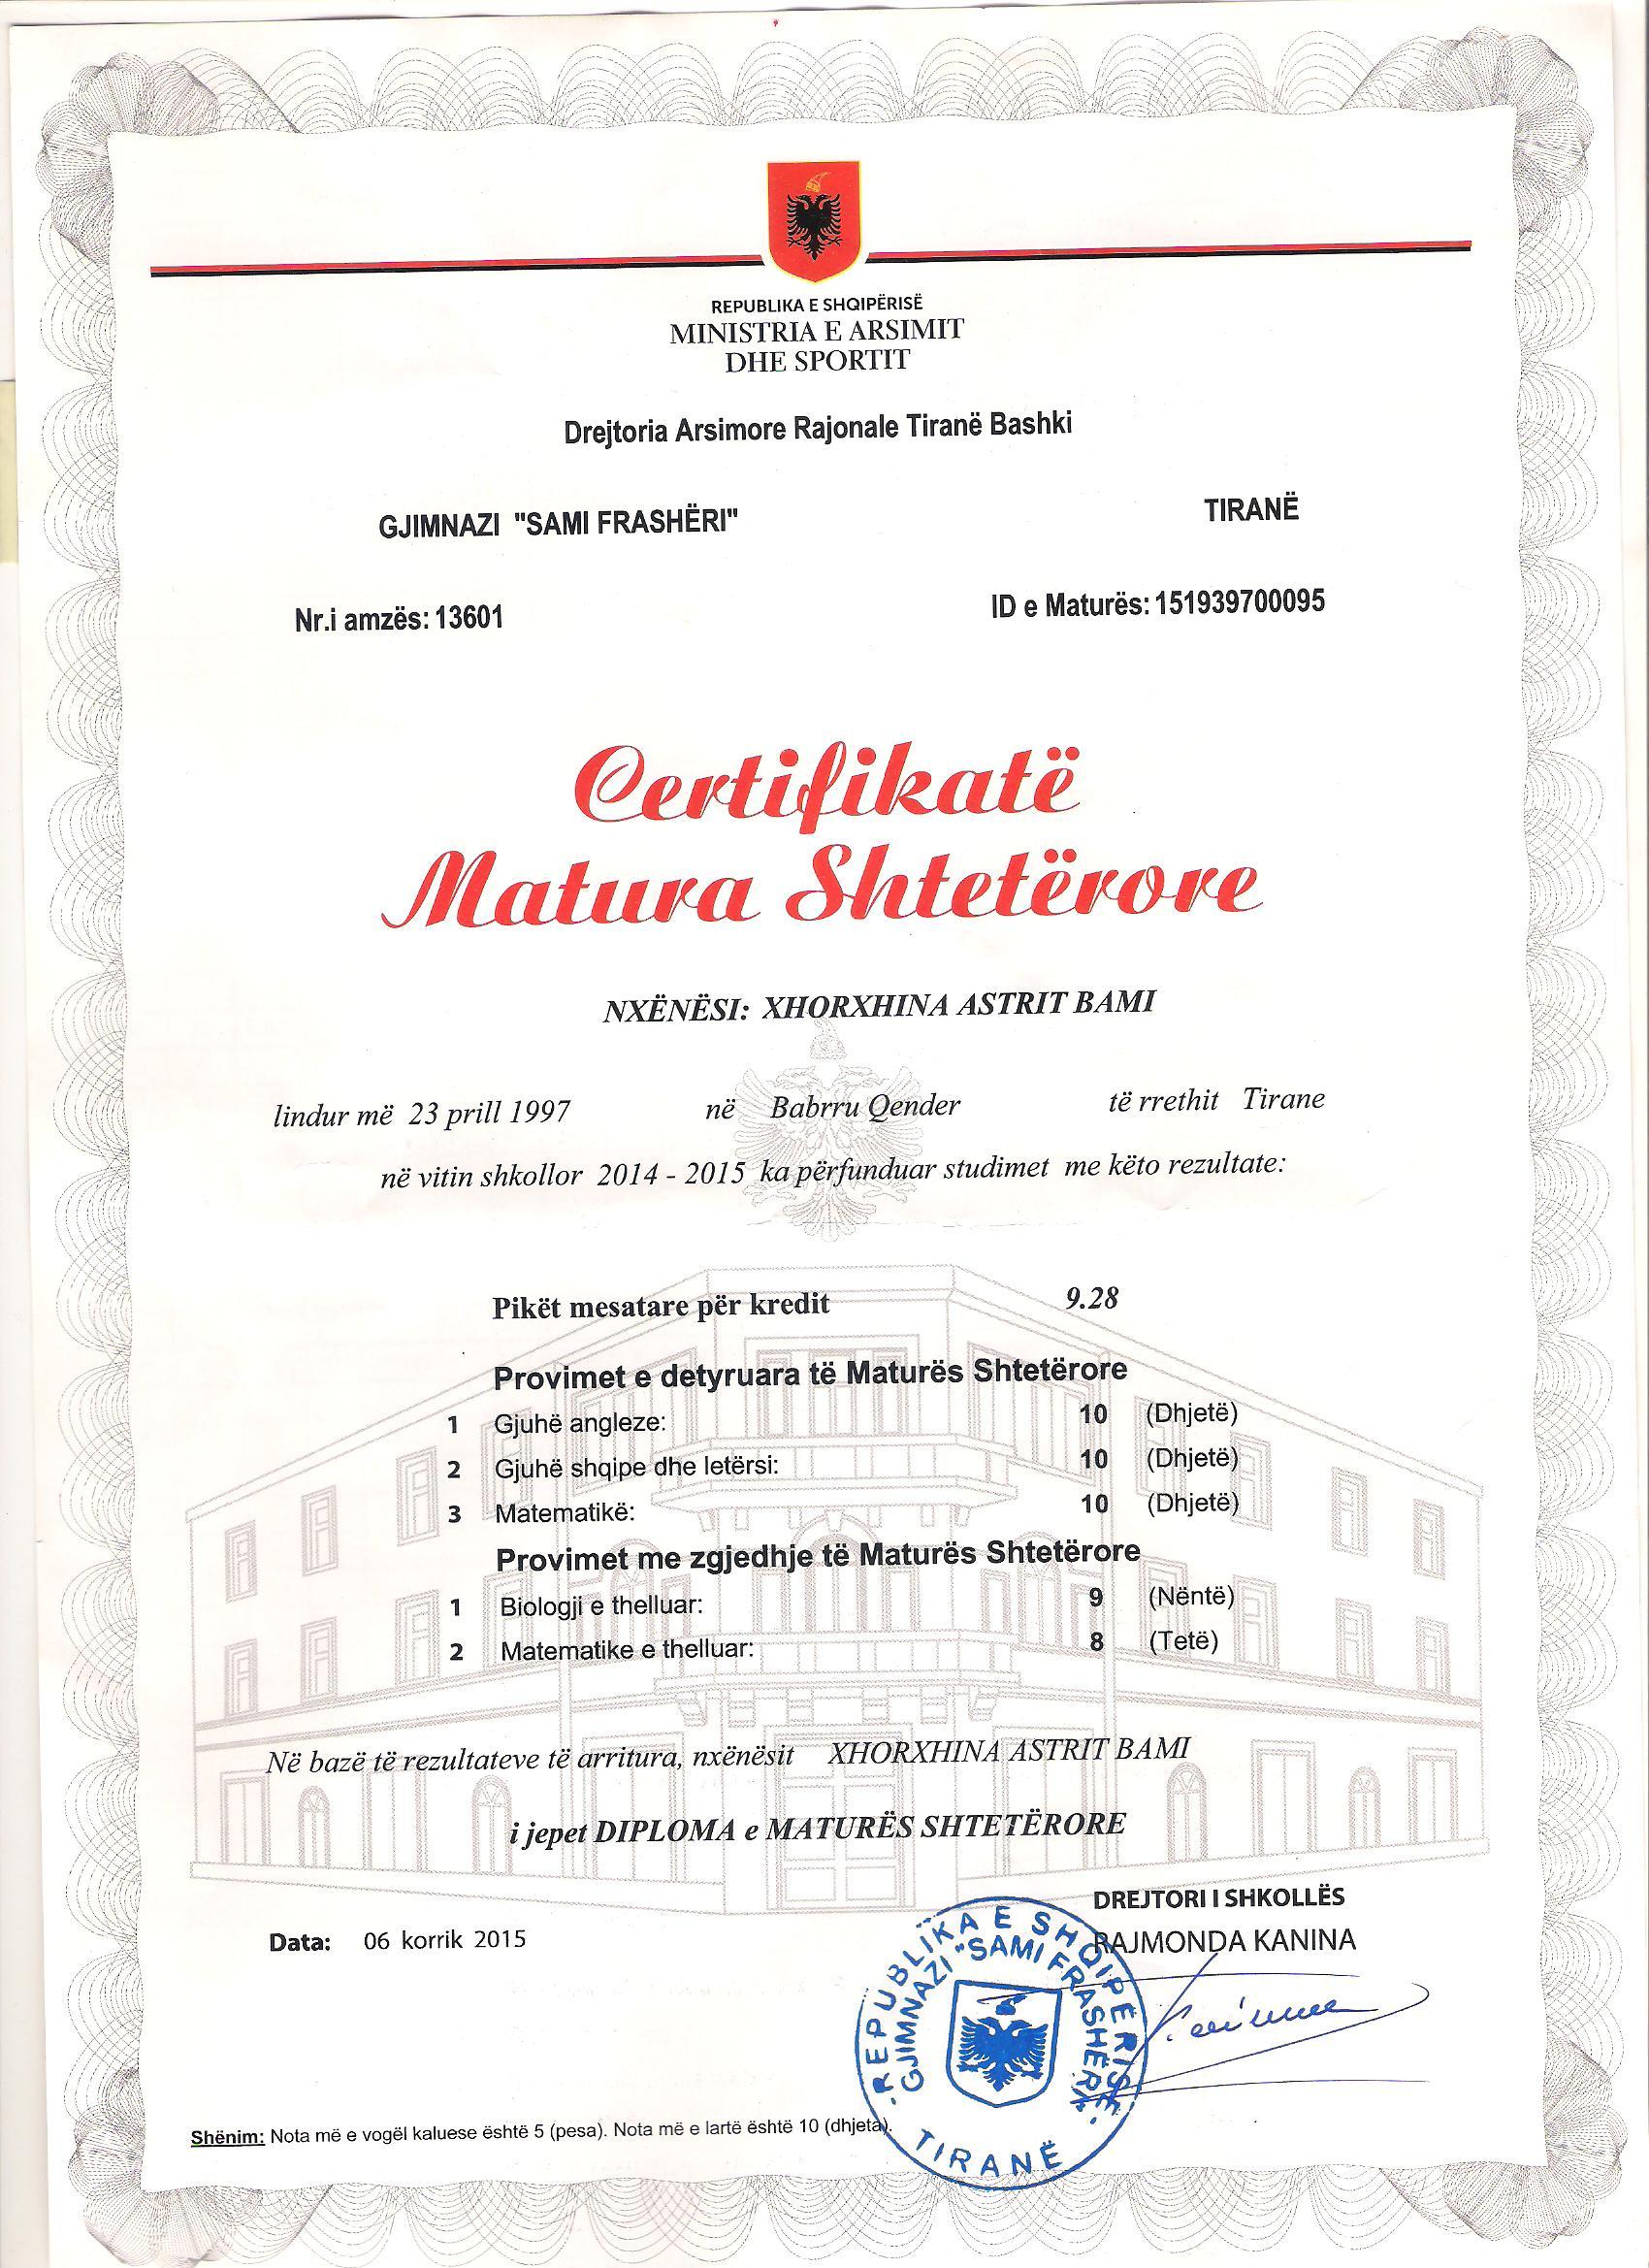 REPUBLIKA E SHQIPËRISË
MINISTRIA E ARSIMIT
DHE SPORTIT
Drejtoria Arsimore Rajonale Tiranë Bashki
GJIMNAZI "SAMI FRASHËRI" TIRANË
Nr.i amzës: 13601 ID e Maturës: 151939700095
Certifikatë
Matura Shtetërore
NXËNËSI: XHORXHINA ASTRIT BAMI
lindur më 23 prill 1997 në Babrru Qender të rrethit Tirane
në vitin shkollor 2014 - 2015 ka përfunduar studimet me këto rezultate:
Pikët mesatare për kredit 9.28
Provimet e detyruara të Maturës Shtetërore
1 Gjuhë angleze: 10 (Dhjetë)
2 Gjuhë shqipe dhe letërsi: 10 (Dhjetë)
3 Matematikë: 10 (Dhjetë)
Provimet me zgjedhje të Maturës Shtetërore
1 Biologji e thelluar: 9 (Nëntë)
2 Matematike e thelluar: 8 (Tetë)
Në bazë të rezultateve të arritura, nxënësit XHORXHINA ASTRIT BAMI
i jepet DIPLOMA e MATURËS SHTETËRORE
DREJTORI I SHKOLLËS
Data: 06 korrik 2015 RAJMONDA KANINA
REPUBLIKA E SHQIPËRISË
GJIMNAZI "SAMI FRASHËRI"
TIRANË
Shënim: Nota më e vogël kaluese është 5 (pesa). Nota më e lartë është 10 (dhjeta).